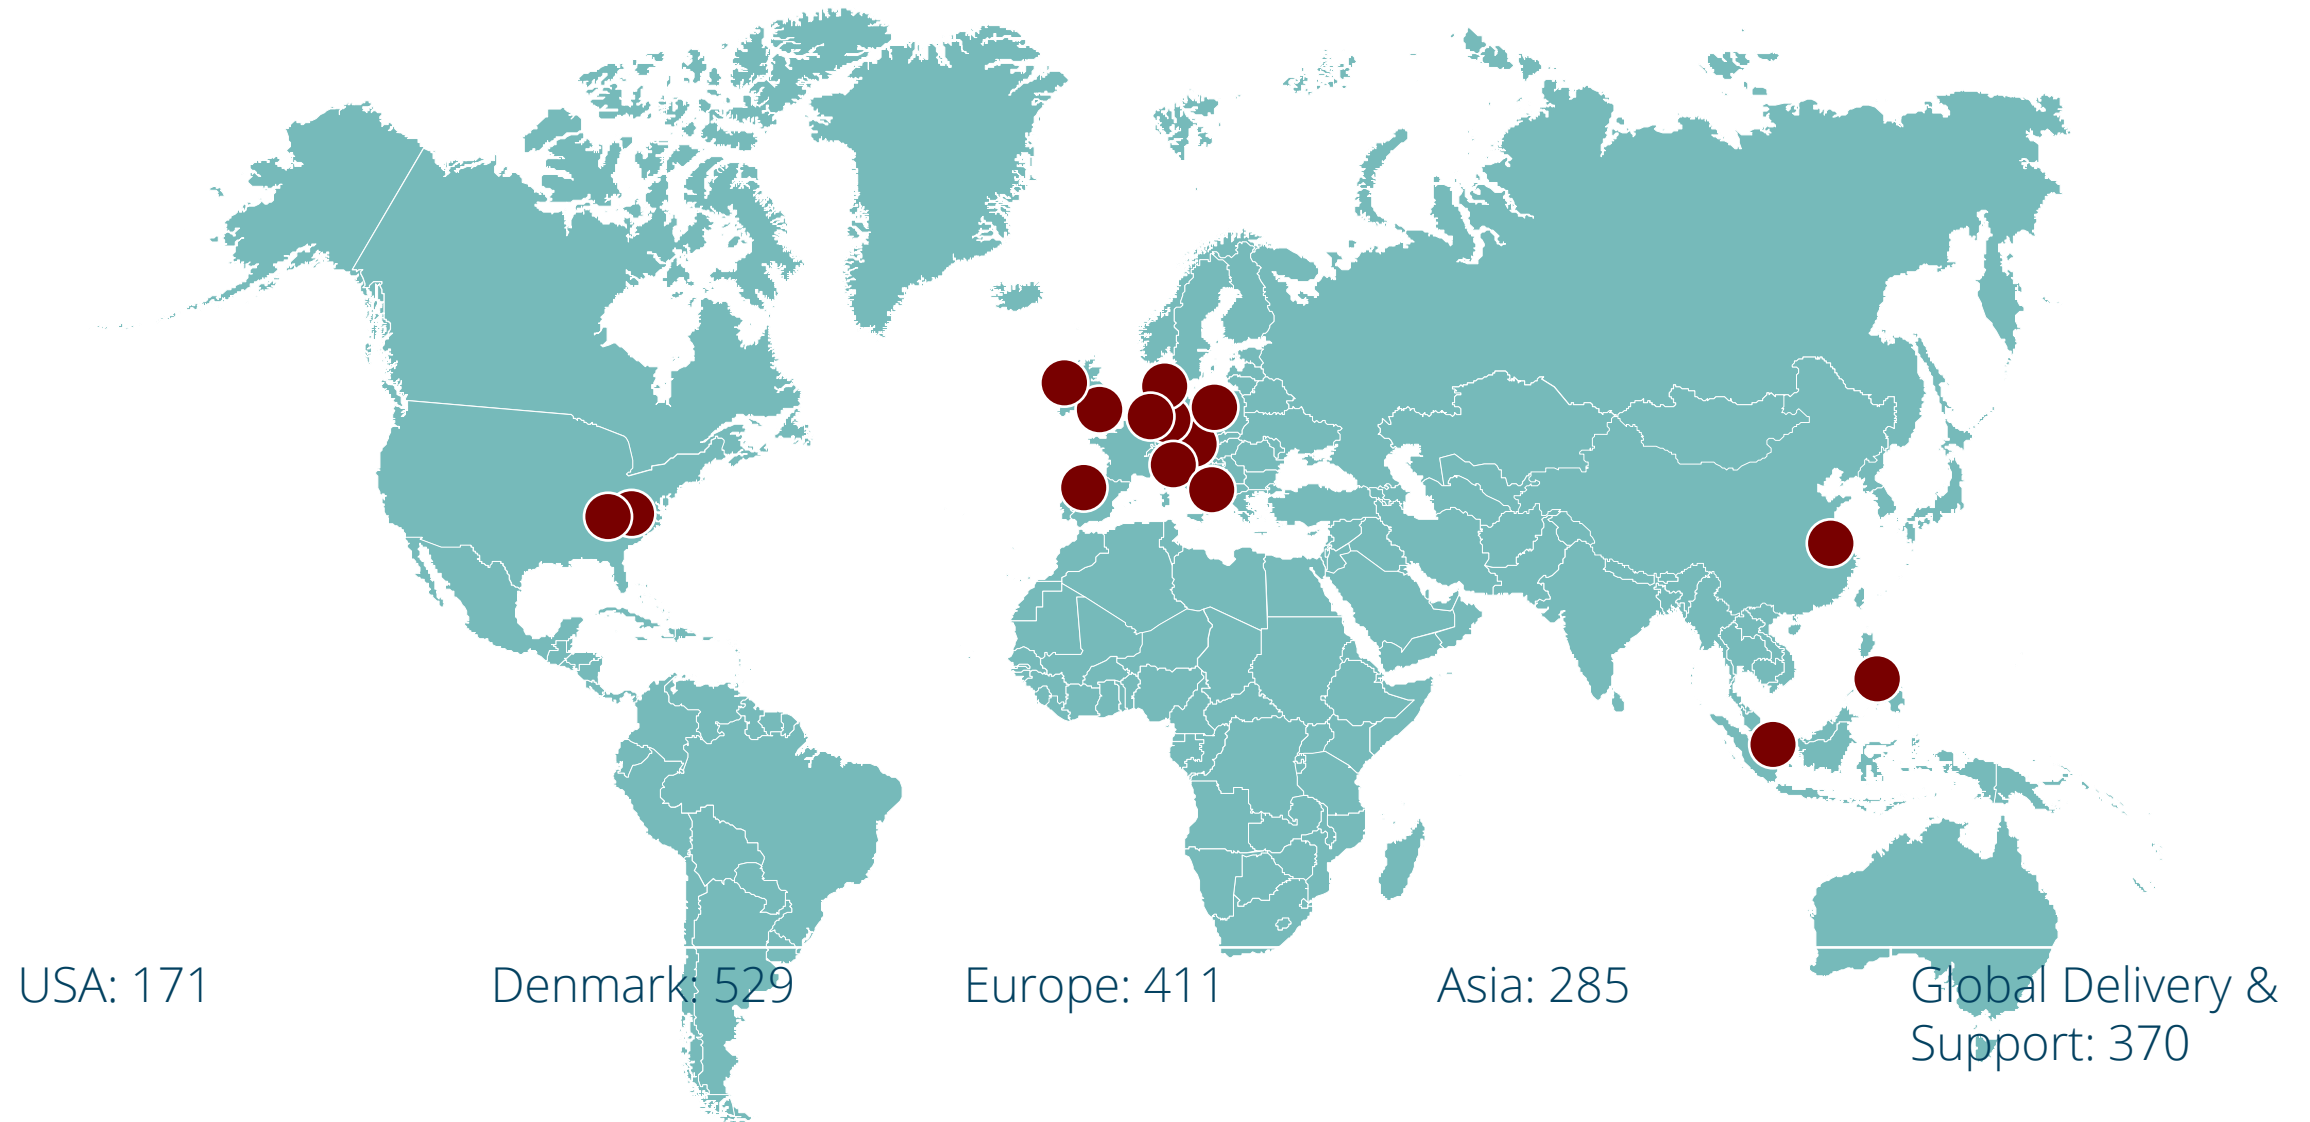 USA: 171
Denmark: 529
Europe: 411
Asia: 285
Global Delivery &
Support: 370